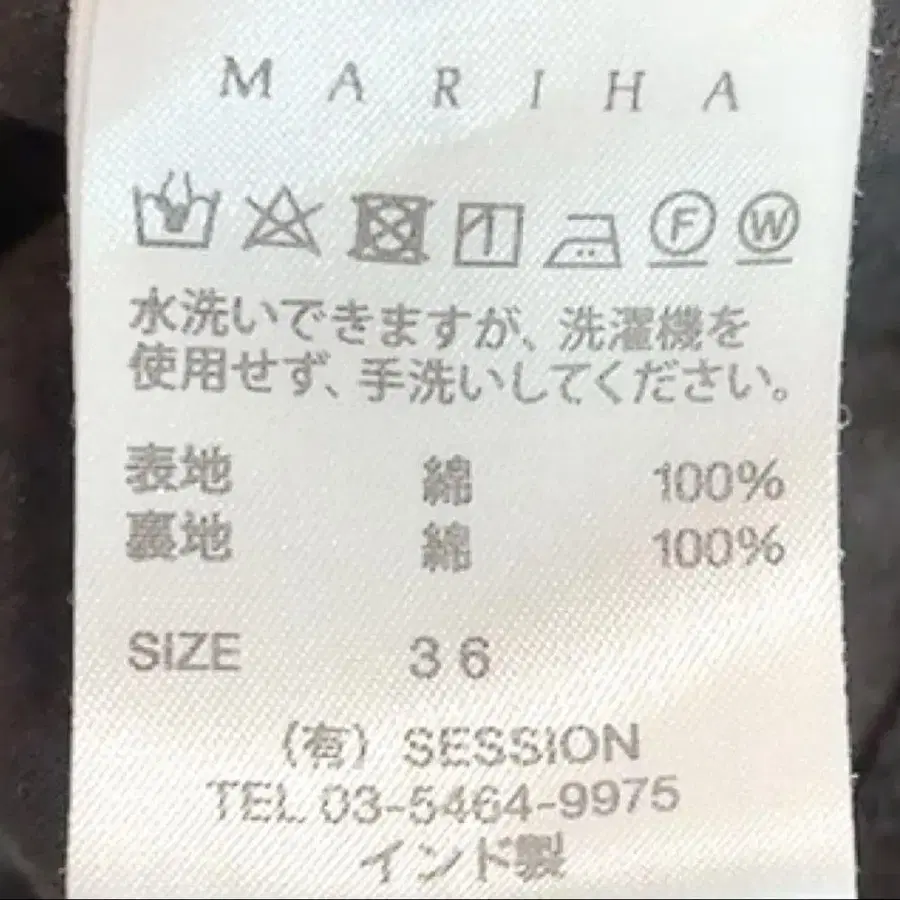 MARIHA
F W
水洗いできますが、洗濯機を
使用せず、手洗いしてください。
表地 綿 100%
裏地 綿 100%
SIZE 36
(有) SESSION
TEL 03-5464-9975
インド製